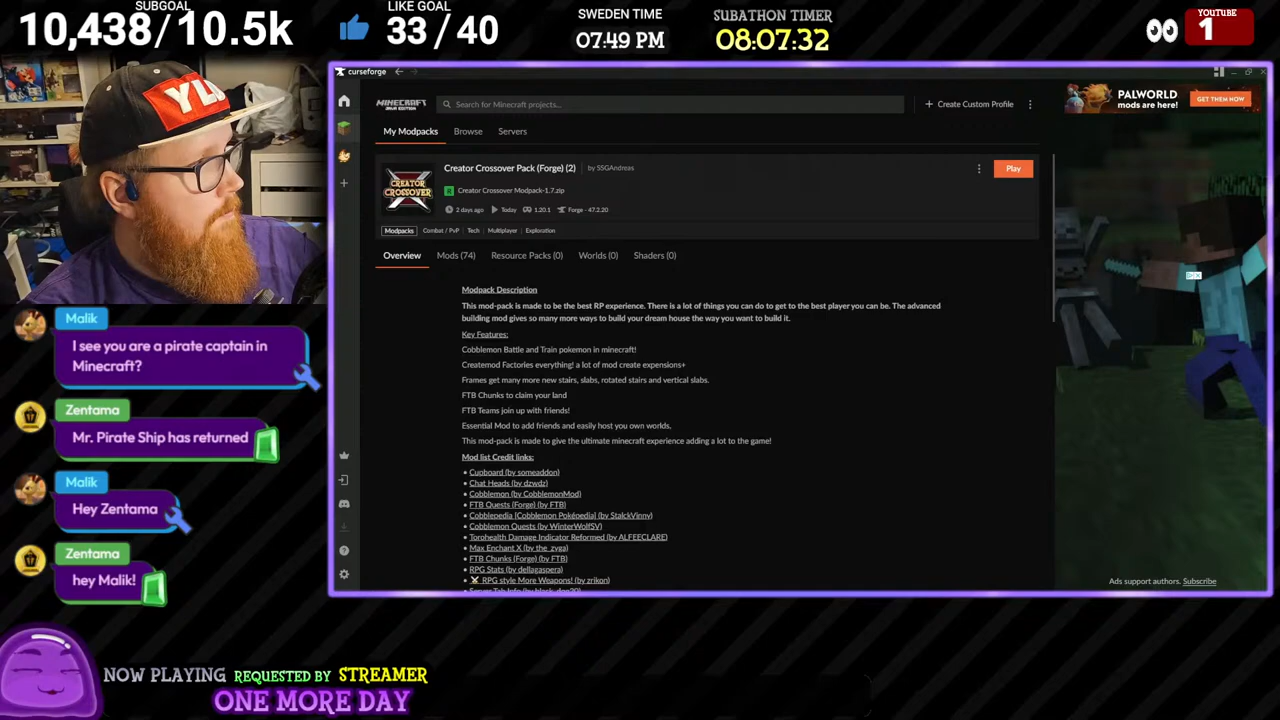 SUBGOAL
10,438/10.5k
LIKE GOAL
33 / 40
SWEDEN TIME
07:49 PM
SUBATHON TIMER
08:07:32
YOUTUBE
1
curseforge
MINECRAFT
JAVA EDITION
Search for Minecraft projects...
Create Custom Profile
PALWORLD
mods are here!
GET THEM NOW
My Modpacks Browse Servers
CREATOR
CROSSOVER
Creator Crossover Pack (Forge) (2) by SSGAndreas
Play
R Creator Crossover Modpack-1.7.zip
2 days ago Today 1.20.1 Forge - 47.2.20
Modpacks Combat / PvP Tech Multiplayer Exploration
Overview Mods (74) Resource Packs (0) Worlds (0) Shaders (0)
Modpack Description
This mod-pack is made to be the best RP experience. There is a lot of things you can do to get to the best player you can be. The advanced
building mod gives so many more ways to build your dream house the way you want to build it.
Key Features:
Cobblemon Battle and Train pokemon in minecraft!
Createmod Factories everything! a lot of mod create expensions+
Frames get many more new stairs, slabs, rotated stairs and vertical slabs.
FTB Chunks to claim your land
FTB Teams join up with friends!
Essential Mod to add friends and easily host you own worlds,
This mod-pack is made to give the ultimate minecraft experience adding a lot to the game!
Mod list Credit links:
• Cupboard (by someaddon)
• Chat Heads (by dzwdz)
• Cobblemon (by CobblemonMod)
• FTB Quests (Forge) (by FTB)
• Cobblepedia [Cobblemon Poképedia] (by StalckVinny)
• Cobblemon Quests (by WinterWolfSV)
• Torohealth Damage Indicator Reformed (by ALFEECLARE)
• Max Enchant X (by the_zyga)
• FTB Chunks (Forge) (by FTB)
• RPG Stats (by dellagaspera)
• ⚔ RPG style More Weapons! (by zrikon)
Ads support authors. Subscribe
Malik
I see you are a pirate captain in
Minecraft?
Zentama
Mr. Pirate Ship has returned
Malik
Hey Zentama
Zentama
hey Malik!
NOW PLAYING REQUESTED BY STREAMER
ONE MORE DAY